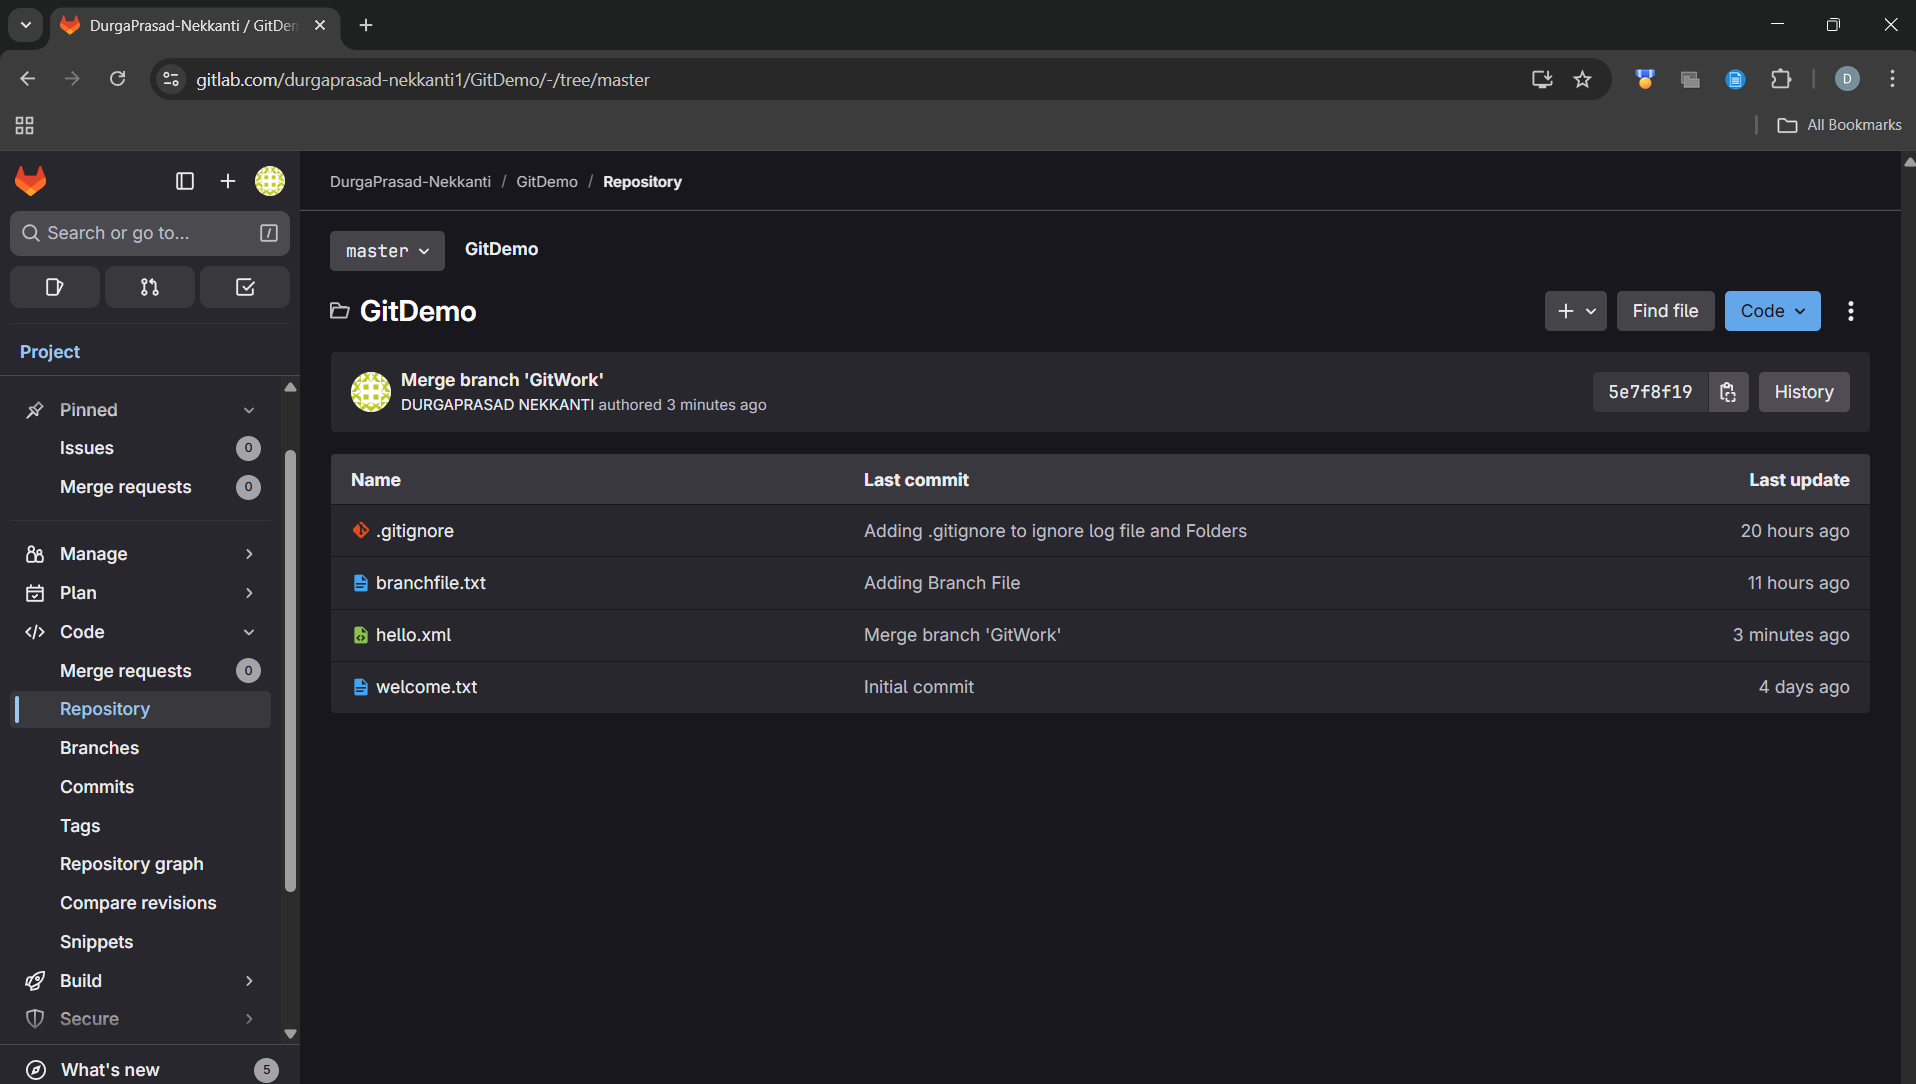 DurgaPrasad-Nekkanti / GitDem
gitlab.com/durgaprasad-nekkanti1/GitDemo/-/tree/master
D
All Bookmarks
Search or go to... /
Project
Pinned
Issues 0
Merge requests 0
Manage
Plan
Code
Merge requests 0
Repository
Branches
Commits
Tags
Repository graph
Compare revisions
Snippets
Build
Secure
What's new 5
DurgaPrasad-Nekkanti / GitDemo / Repository
master GitDemo
GitDemo
Find file Code
Merge branch 'GitWork'
DURGAPRASAD NEKKANTI authored 3 minutes ago
5e7f8f19 History
Name Last commit Last update
.gitignore Adding .gitignore to ignore log file and Folders 20 hours ago
branchfile.txt Adding Branch File 11 hours ago
hello.xml Merge branch 'GitWork' 3 minutes ago
welcome.txt Initial commit 4 days ago